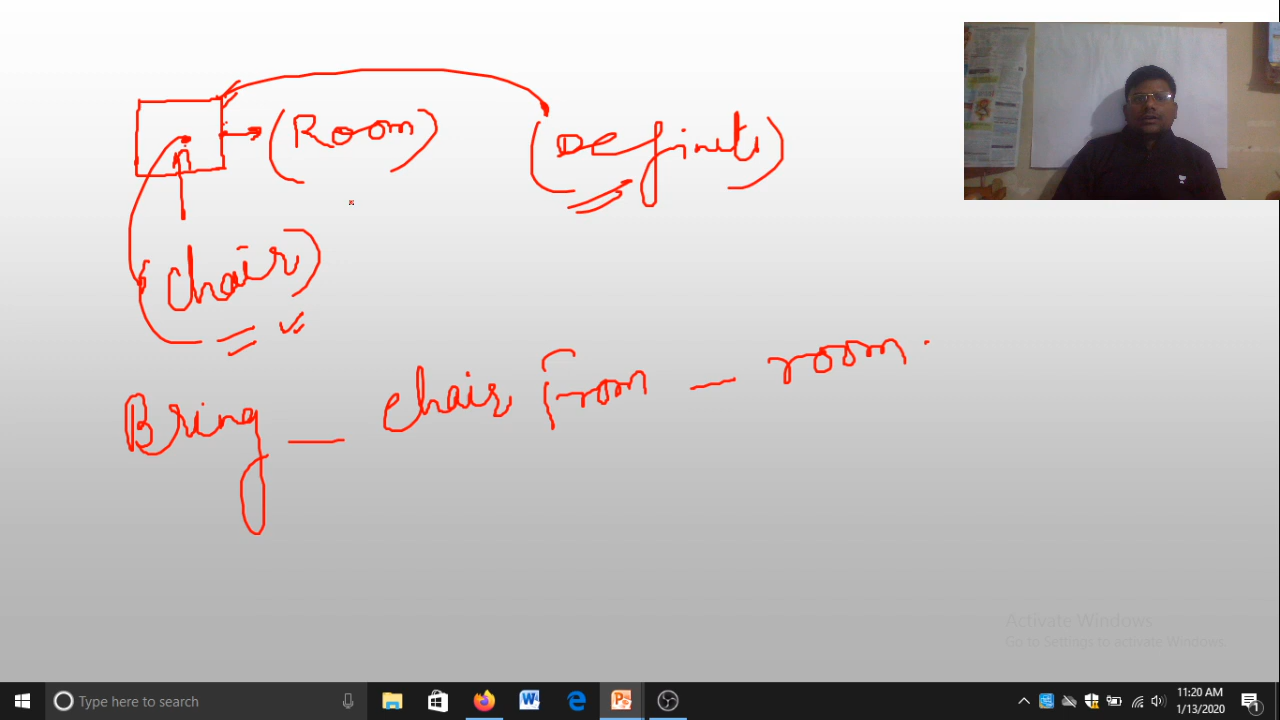 (Room)
(Definite)
(chair)
Bring __ chair from __ room.
Activate Windows
Go to Settings to activate Windows.
Type here to search
11:20 AM
1/13/2020
1